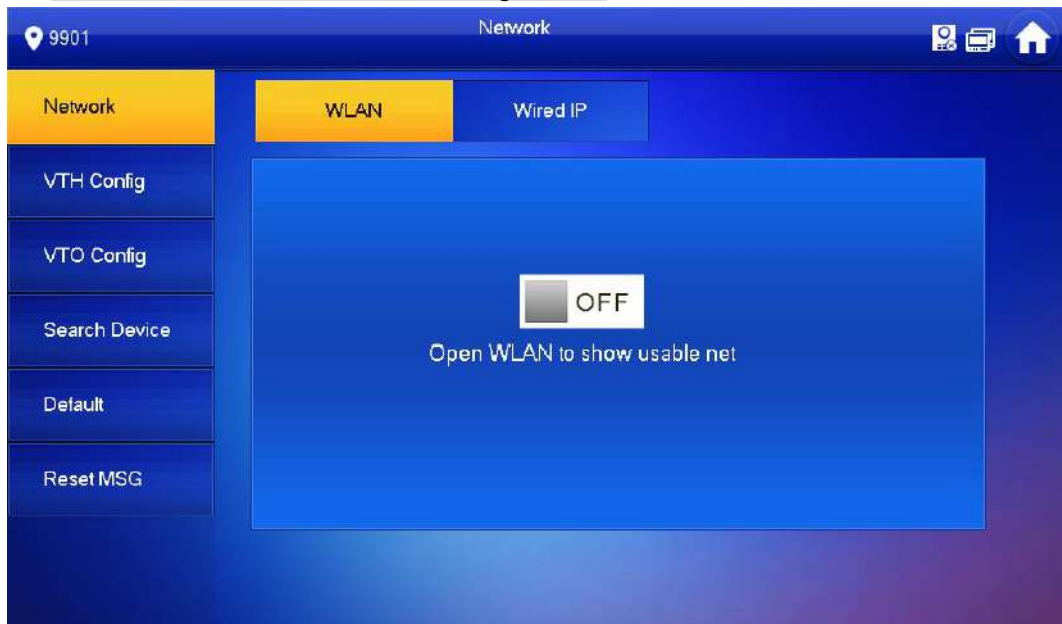 9901
Network
Network
WLAN
Wired IP
VTH Config
VTO Config
OFF
Search Device
Open WLAN to show usable net
Default
Reset MSG